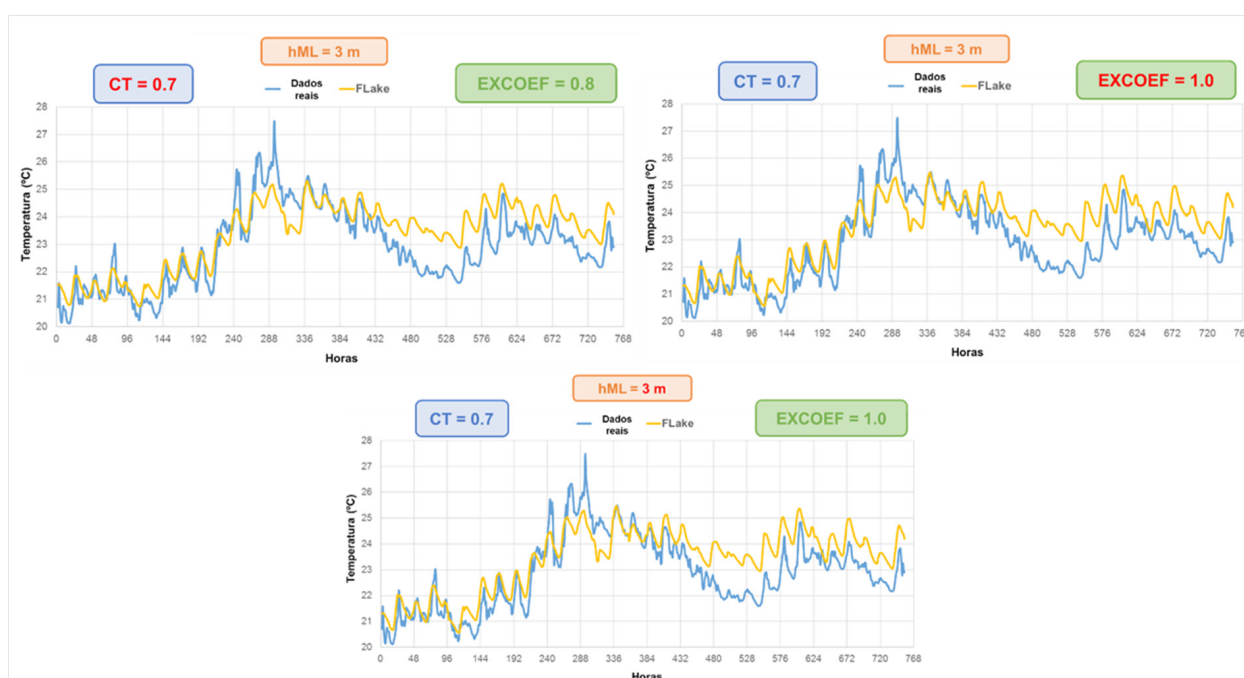 hML = 3 m
CT = 0.7
Dados reais
FLake
EXCOEF = 0.8
28
27
26
25
24
23
22
21
20
Temperatura (ºC)
0 48 96 144 192 240 288 336 384 432 480 528 576 624 672 720 768
Horas
hML = 3 m
CT = 0.7
Dados reais
FLake
EXCOEF = 1.0
28
27
26
25
24
23
22
21
20
Temperatura (ºC)
0 48 96 144 192 240 288 336 384 432 480 528 576 624 672 720 76
Horas
hML = 3 m
CT = 0.7
Dados reais
FLake
EXCOEF = 1.0
28
27
26
25
24
23
22
21
20
Temperatura (ºC)
0 48 96 144 192 240 288 336 384 432 480 528 576 624 672 720 768
Horas